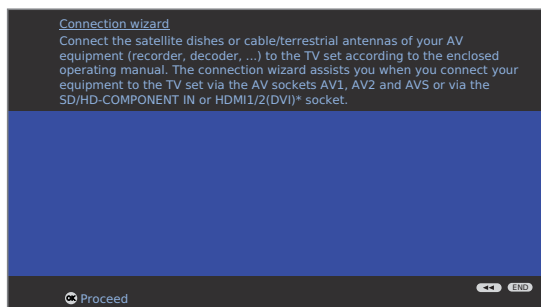 Connection wizard
Connect the satellite dishes or cable/terrestrial antennas of your AV
equipment (recorder, decoder, ...) to the TV set according to the enclosed
operating manual. The connection wizard assists you when you connect your
equipment to the TV set via the AV sockets AV1, AV2 and AVS or via the
SD/HD-COMPONENT IN or HDMI1/2(DVI)* socket.
END
OK Proceed